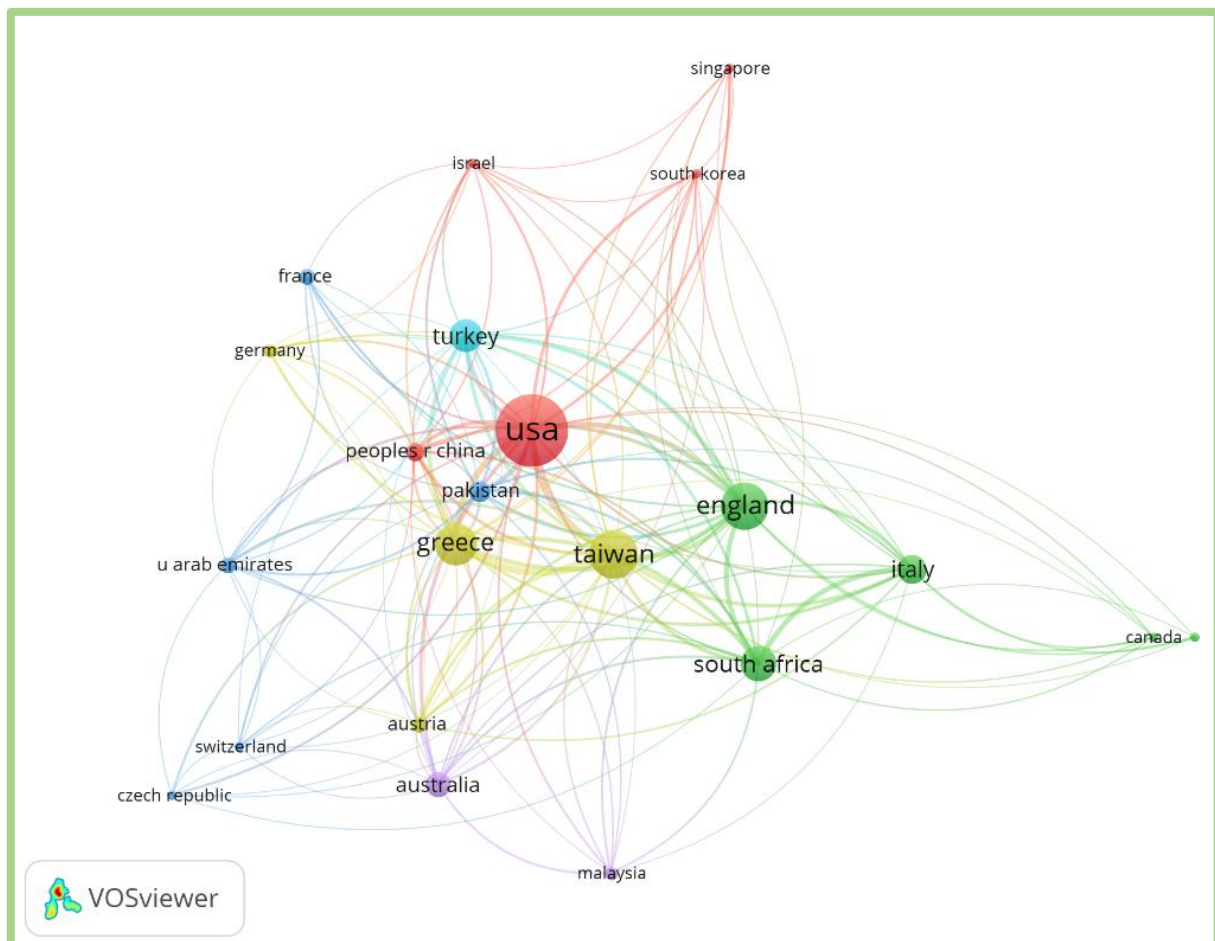 singapore
israel
south korea
france
turkey
germany
usa
peoples r china
pakistan
england
greece
taiwan
u arab emirates
italy
canada
south africa
austria
switzerland
australia
czech republic
malaysia
VOSviewer